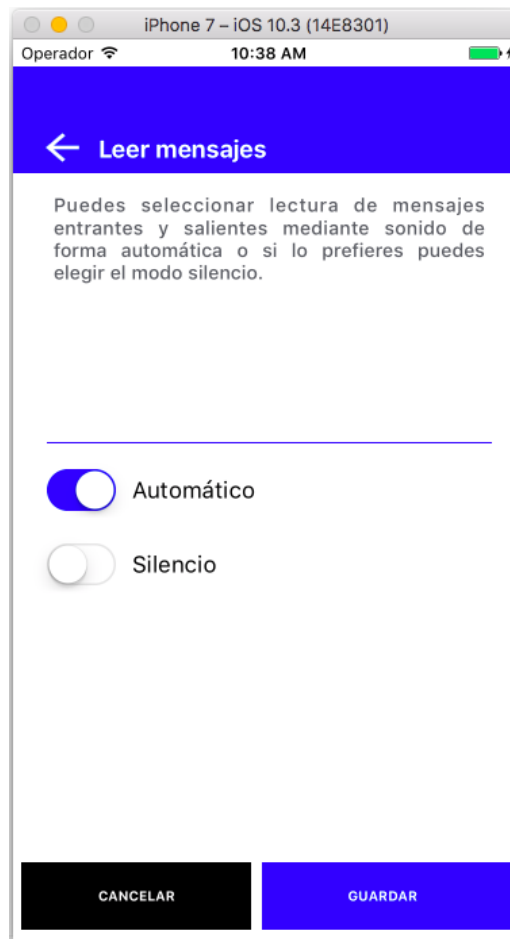 iPhone 7 – iOS 10.3 (14E8301)
Operador 10:38 AM
Leer mensajes
Puedes seleccionar lectura de mensajes
entrantes y salientes mediante sonido de
forma automática o si lo prefieres puedes
elegir el modo silencio.
Automático
Silencio
CANCELAR GUARDAR